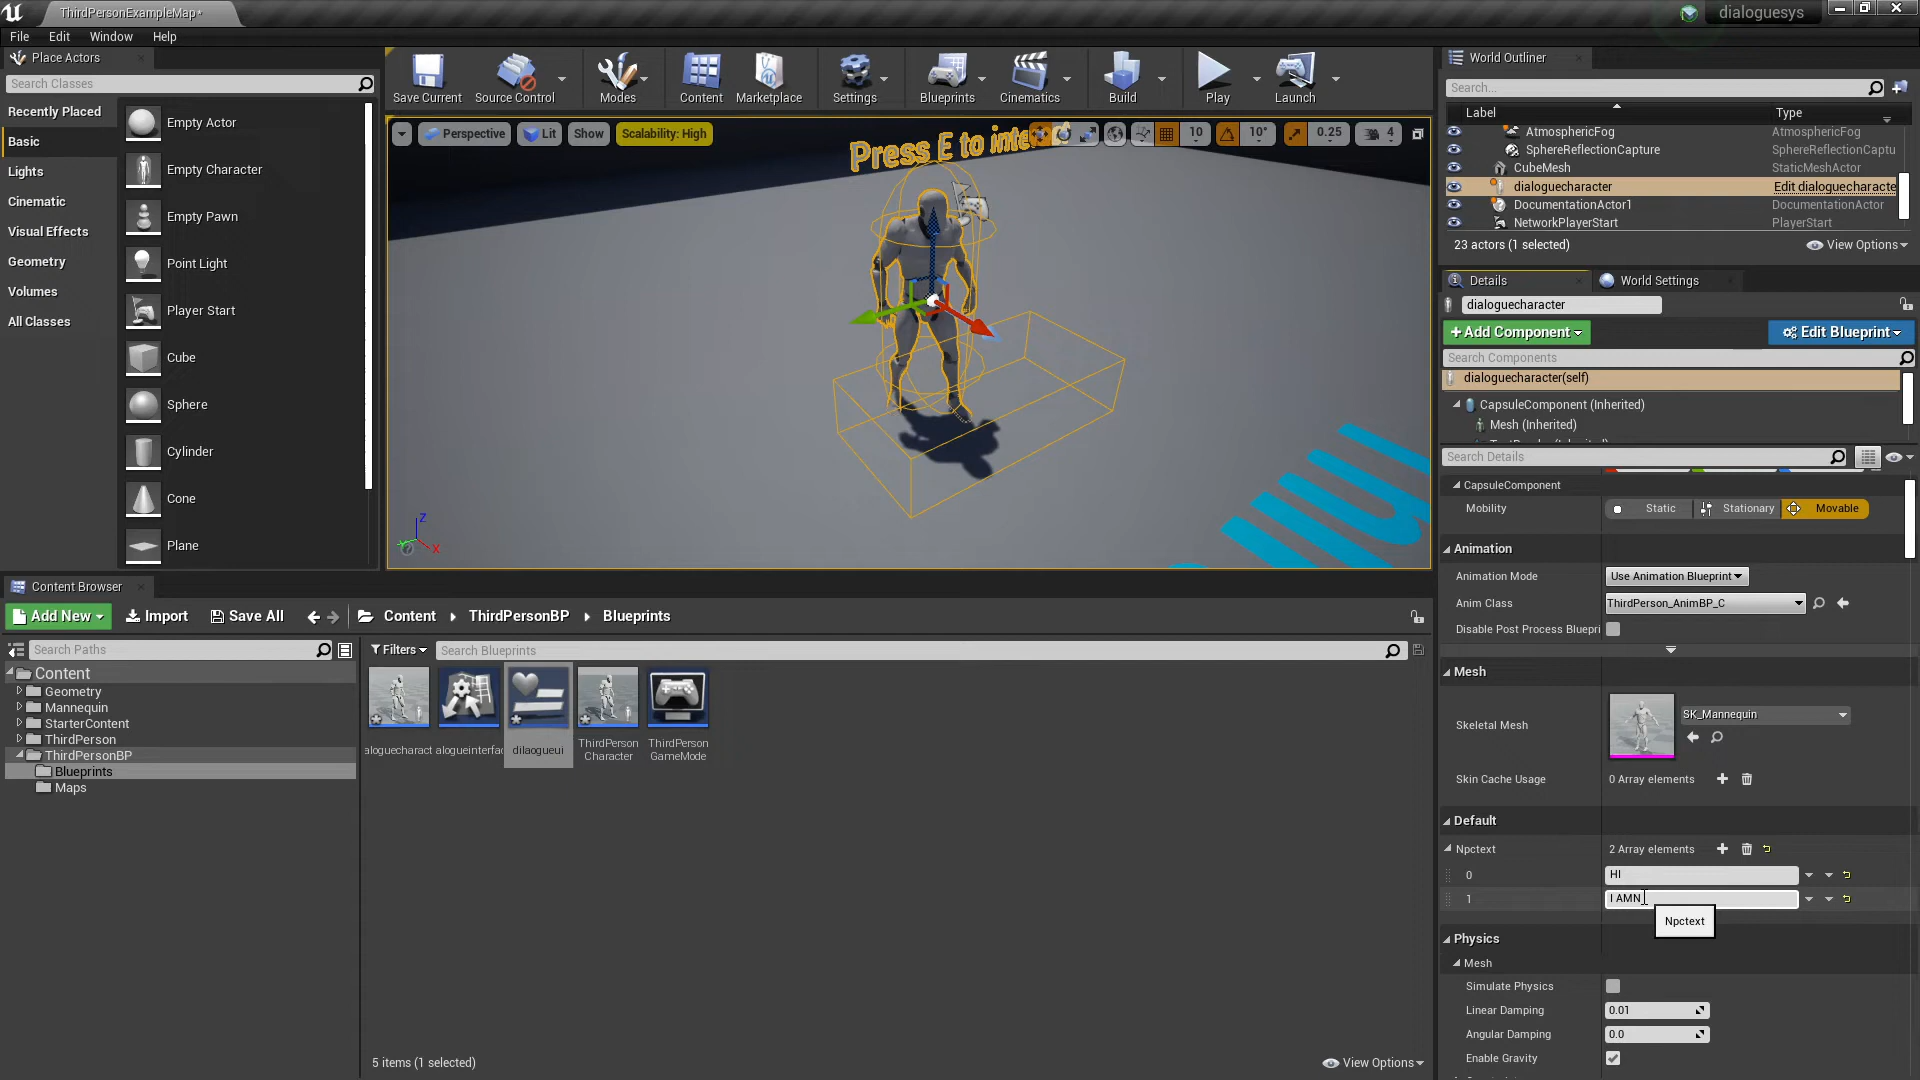 ThirdPersonExampleMap*
dialoguesys
File Edit Window Help
Place Actors
Search Classes
Recently Placed
Basic
Lights
Cinematic
Visual Effects
Geometry
Volumes
All Classes
Empty Actor
Empty Character
Empty Pawn
Point Light
Player Start
Cube
Sphere
Cylinder
Cone
Plane
Save Current Source Control Modes Content Marketplace Settings Blueprints Cinematics Build Play Launch
Perspective Lit Show Scalability: High 10 10° 0.25 4
Press E to inte
Z
X
World Outliner
Search...
Label Type
AtmosphericFog AtmosphericFog
SphereReflectionCapture SphereReflectionCaptu
CubeMesh StaticMeshActor
dialoguecharacter Edit dialoguecharacte
DocumentationActor1 DocumentationActor
NetworkPlayerStart PlayerStart
23 actors (1 selected) View Options
Details World Settings
dialoguecharacter
+Add Component Edit Blueprint
Search Components
dialoguecharacter(self)
CapsuleComponent (Inherited)
Mesh (Inherited)
Search Details
CapsuleComponent
Mobility Static Stationary Movable
Animation
Animation Mode Use Animation Blueprint
Anim Class ThirdPerson_AnimBP_C
Disable Post Process Bluepri
Mesh
Skeletal Mesh SK_Mannequin
Skin Cache Usage 0 Array elements
Default
Npctext 2 Array elements
0 HI
1 I AMN
Npctext
Physics
Mesh
Simulate Physics
Linear Damping 0.01
Angular Damping 0.0
Enable Gravity
Content Browser
Add New Import Save All Content ThirdPersonBP Blueprints
Search Paths
Filters Search Blueprints
Content
Geometry
Mannequin
StarterContent
ThirdPerson
ThirdPersonBP
Blueprints
Maps
aloguecharact
alogueinterfac
dilaogueui
ThirdPerson
Character
ThirdPerson
GameMode
5 items (1 selected) View Options